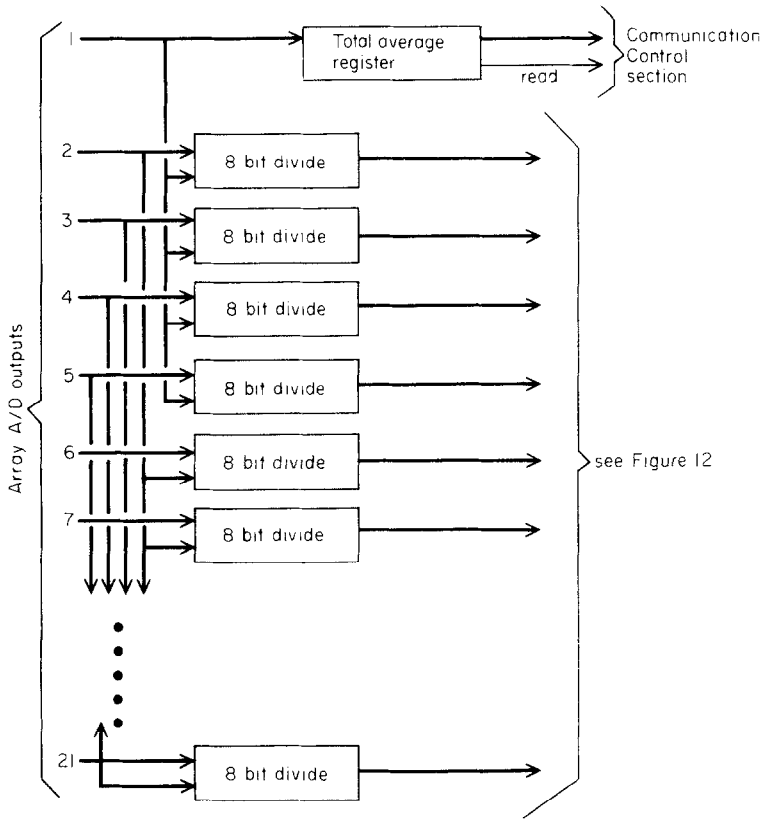 1
Total average
register
read
Communication
Control
section
2
8 bit divide
3
8 bit divide
4
8 bit divide
5
8 bit divide
Array A/D outputs
6
8 bit divide
see Figure 12
7
8 bit divide
21
8 bit divide